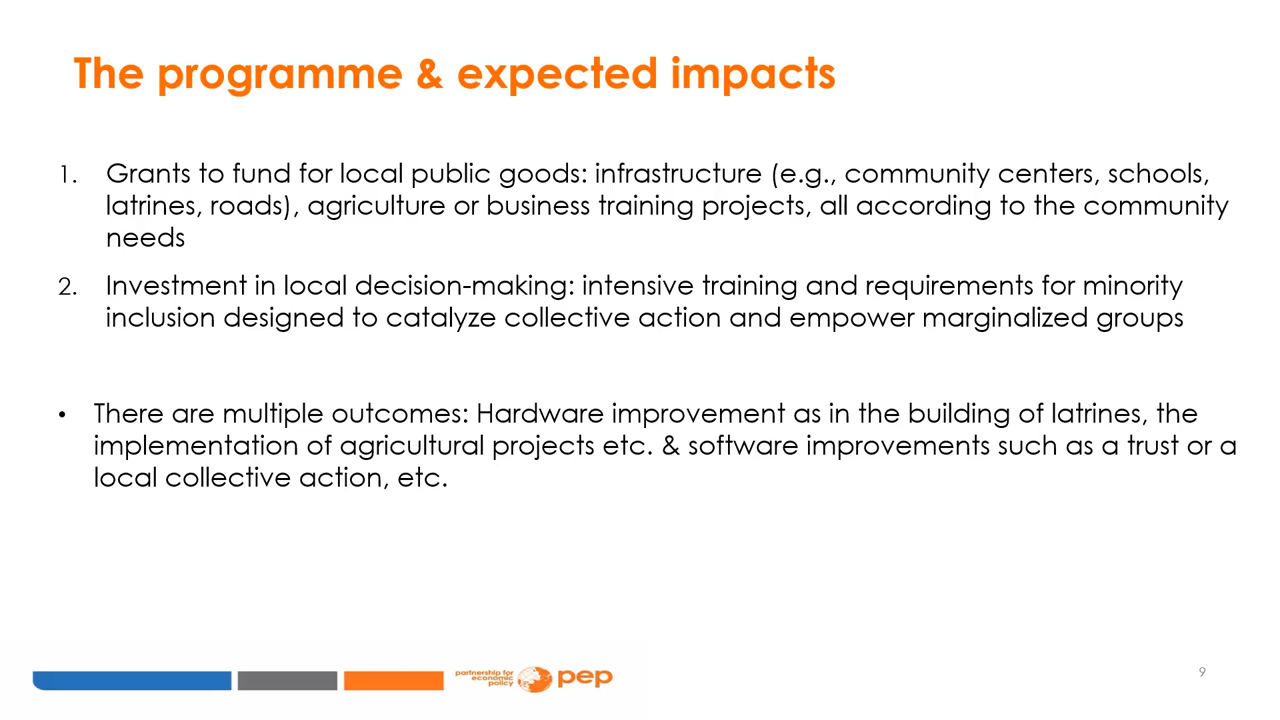 The programme & expected impacts
1. Grants to fund for local public goods: infrastructure (e.g., community centers, schools,
latrines, roads), agriculture or business training projects, all according to the community
needs
2. Investment in local decision-making: intensive training and requirements for minority
inclusion designed to catalyze collective action and empower marginalized groups
• There are multiple outcomes: Hardware improvement as in the building of latrines, the
implementation of agricultural projects etc. & software improvements such as a trust or a
local collective action, etc.
partnership for
economic
policy
pep
9